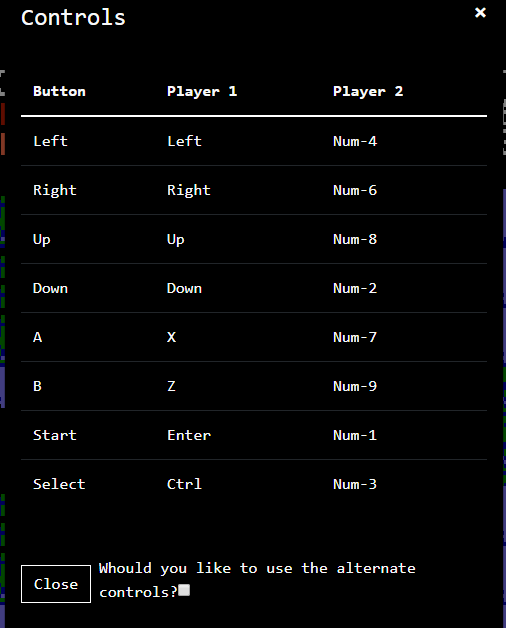 Controls ×
Button Player 1 Player 2
Left Left Num-4
Right Right Num-6
Up Up Num-8
Down Down Num-2
A X Num-7
B Z Num-9
Start Enter Num-1
Select Ctrl Num-3
Whould you like to use the alternate
controls?
Close